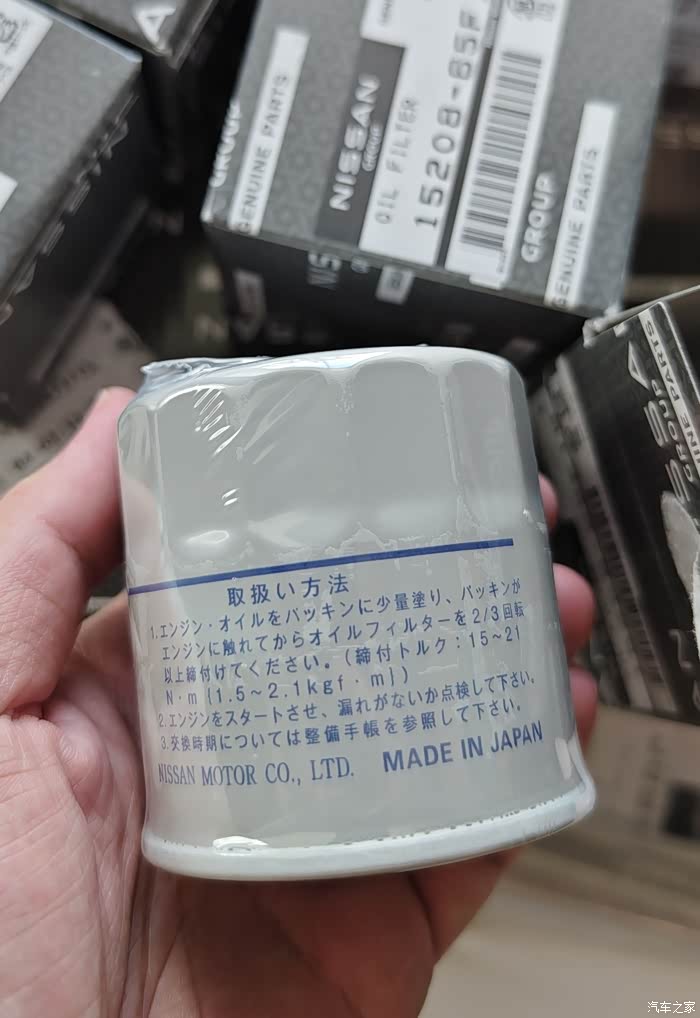 A
GROUP
GENUINE PARTS
NISSAN
GROUP
OIL FILTER
15208-65F
GROUP
GENUINE PARTS
取扱い方法
1.エンジン・オイルをパッキンに少量塗り、パッキンが
エンジンに触れてからオイルフィルターを2/3回転
以上締付けてください。(締付トルク：15~21
N・m {1.5~2.1kgf・m})
2.エンジンをスタートさせ、漏れがないか点検して下さい。
3.交換時期については整備手帳を参照して下さい。
NISSAN MOTOR CO., LTD. MADE IN JAPAN
GROUP
汽车之家